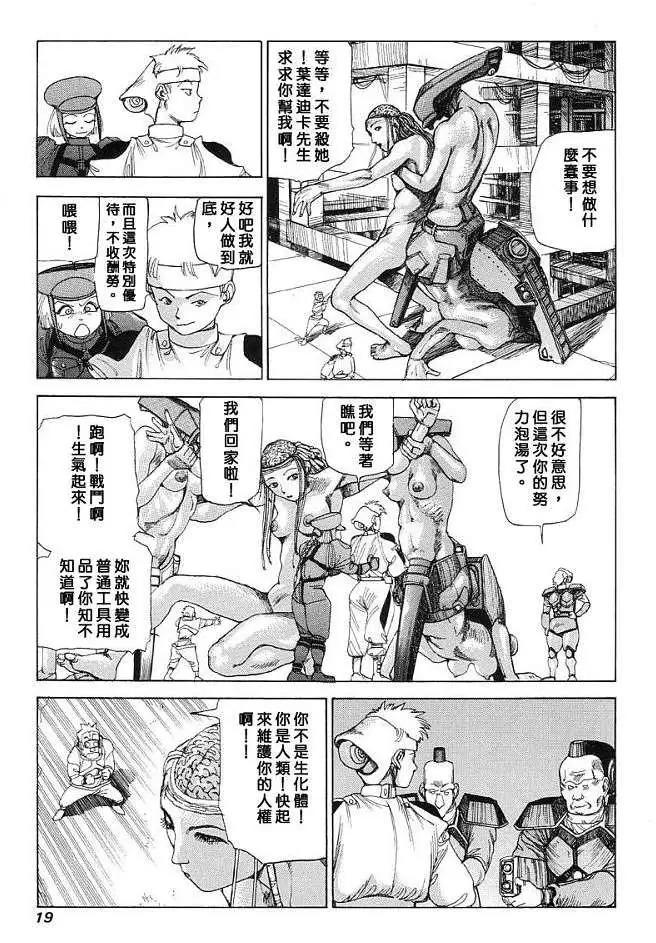 不要想做什
麼蠢事！
等等，不要殺她
！葉達迪卡先生
求求你幫我啊！
好吧我就
好人做到
底，
而且這次特別優
待，不收酬勞。
喂喂！
很不好意思，
但這次你的努
力泡湯了。
我們等著
瞧吧。
我們回家啦！
跑啊！戰鬥啊
！生氣起來！
妳就快變成
普通工具用
品了你知不
知道啊！
你不是生化體！
你是人類！快起
來維護你的人權
啊！！
19